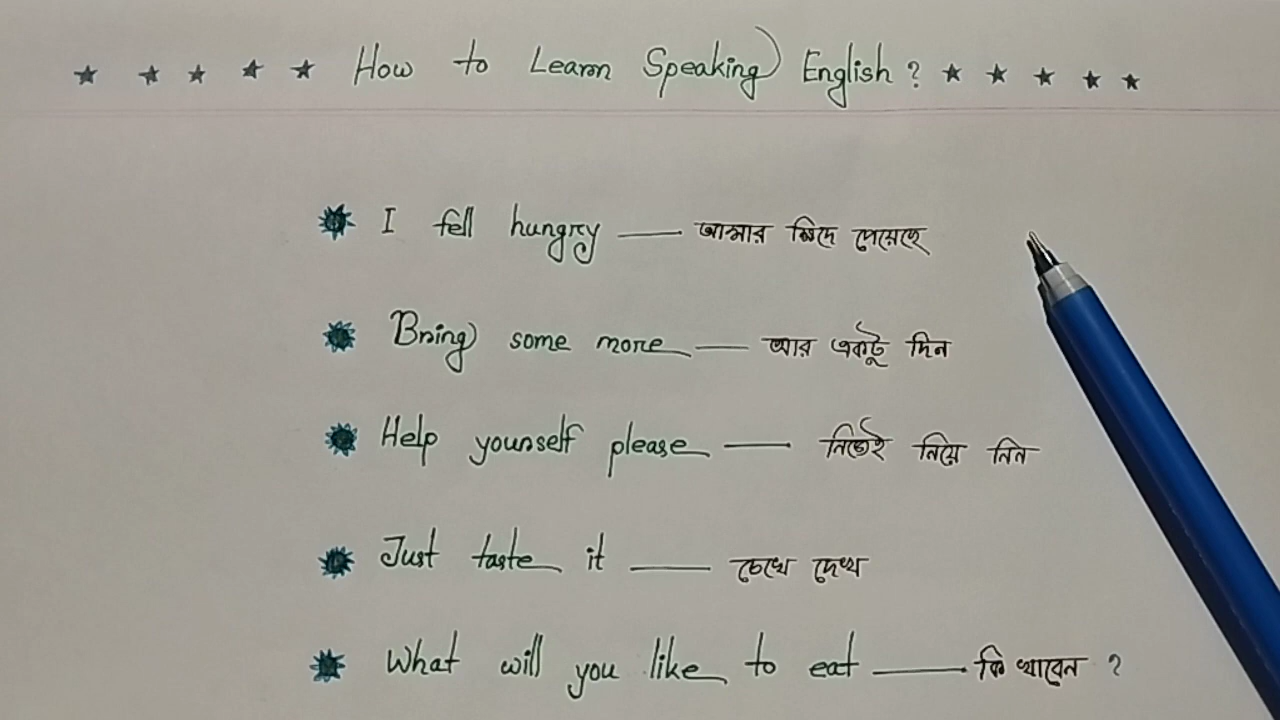 ★ ★ ★ ★ ★ How to Learn Speaking English? ★ ★ ★ ★ ★
I fell hungry — আমার খিদে পেয়েছে
Bring some more — আর একটু দিন
Help yourself please — নিজেই নিয়ে নিন
Just taste it — চেখে দেখ
What will you like to eat — কি খাবেন ?